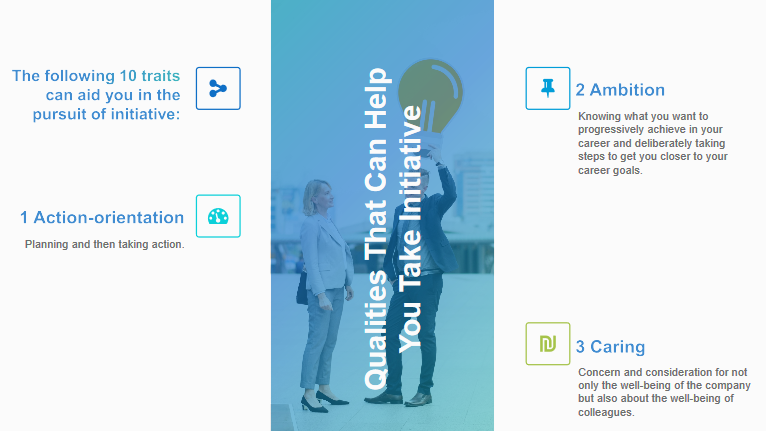 The following 10 traits
can aid you in the
pursuit of initiative:
1 Action-orientation
Planning and then taking action.
Qualities That Can Help
You Take Initiative
2 Ambition
Knowing what you want to
progressively achieve in your
career and deliberately taking
steps to get you closer to your
career goals.
3 Caring
Concern and consideration for not
only the well-being of the company
but also about the well-being of
colleagues.